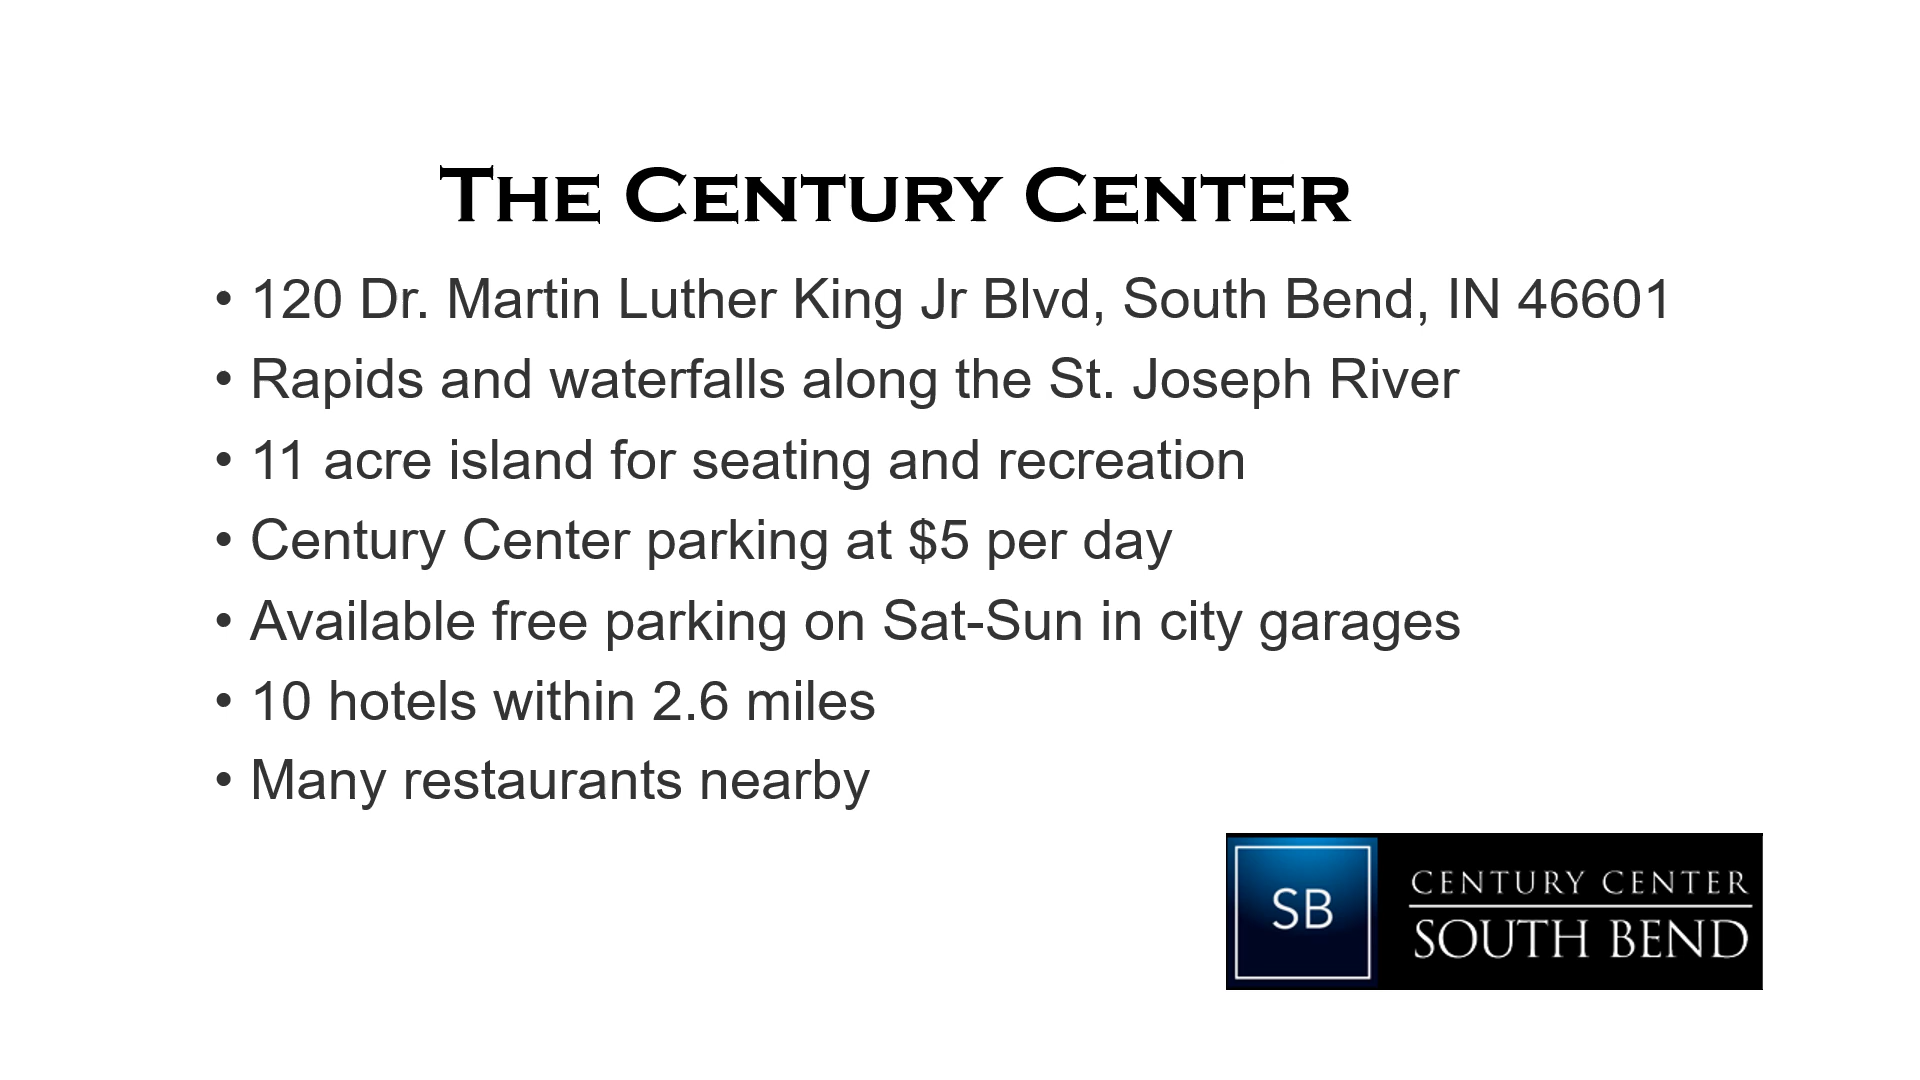 The Century Center
• 120 Dr. Martin Luther King Jr Blvd, South Bend, IN 46601
• Rapids and waterfalls along the St. Joseph River
• 11 acre island for seating and recreation
• Century Center parking at $5 per day
• Available free parking on Sat-Sun in city garages
• 10 hotels within 2.6 miles
• Many restaurants nearby
SB
CENTURY CENTER
SOUTH BEND